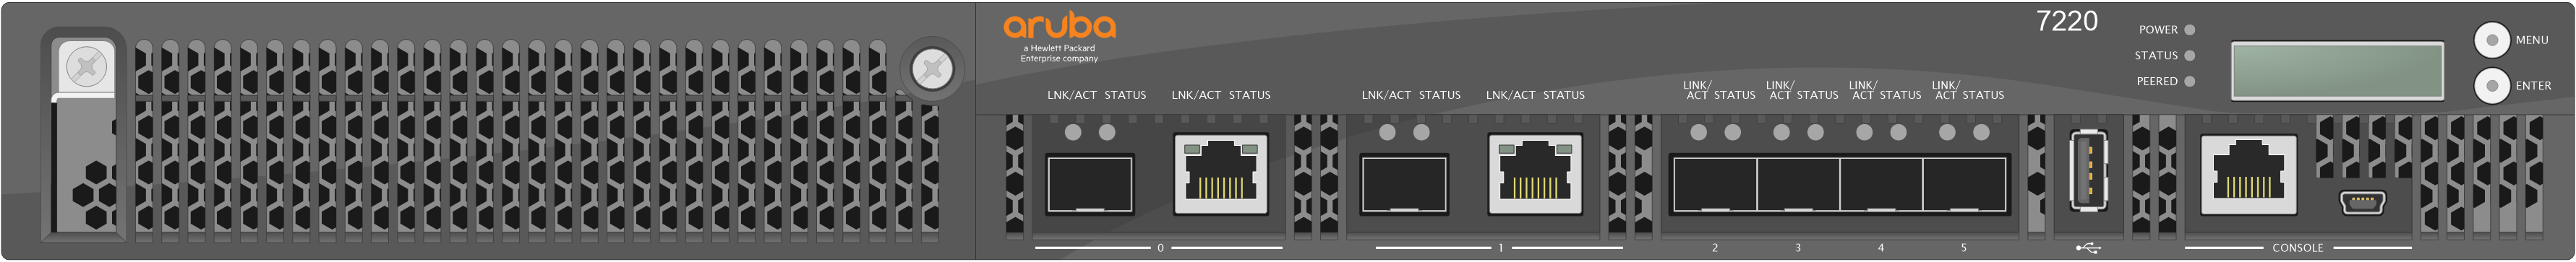 aruba
a Hewlett Packard
Enterprise company
7220
POWER
STATUS
PEERED
MENU
ENTER
LNK/ACT STATUS
LNK/ACT STATUS
LNK/ACT STATUS
LNK/ACT STATUS
LINK/
ACT STATUS
LINK/
ACT STATUS
LINK/
ACT STATUS
LINK/
ACT STATUS
0
1
2
3
4
5
CONSOLE